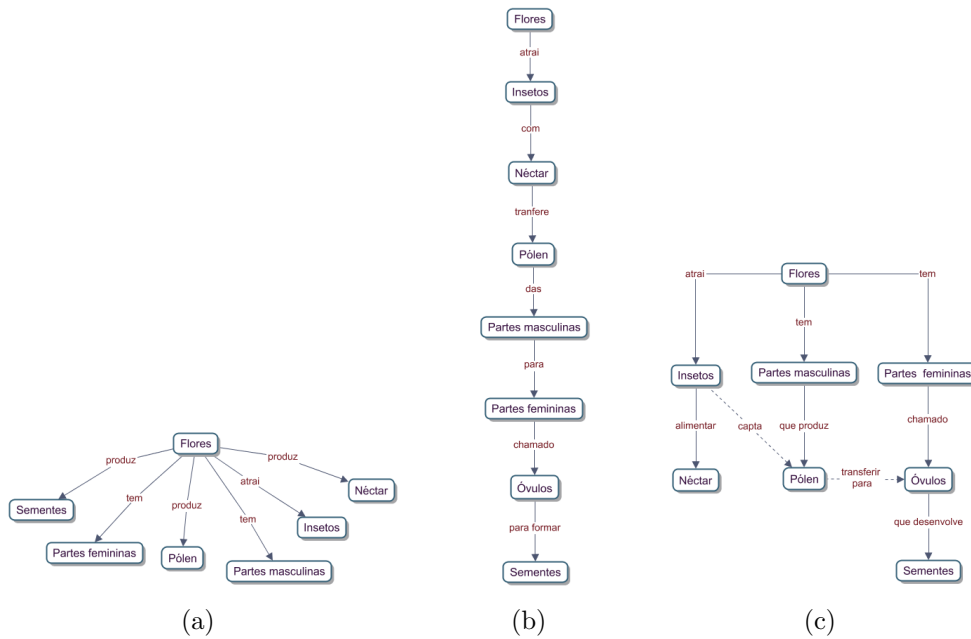 Flores
produz
produz
tem
produz
atrai
tem
Sementes
Partes femininas
Pólen
Partes masculinas
Insetos
Néctar
(a)
Flores
atrai
Insetos
com
Néctar
tranfere
Pólen
das
Partes masculinas
para
Partes femininas
chamado
Óvulos
para formar
Sementes
(b)
atrai
Flores
tem
tem
Insetos
Partes masculinas
Partes femininas
alimentar
capta
que produz
chamado
Néctar
Pólen
transferir
para
Óvulos
que desenvolve
Sementes
(c)